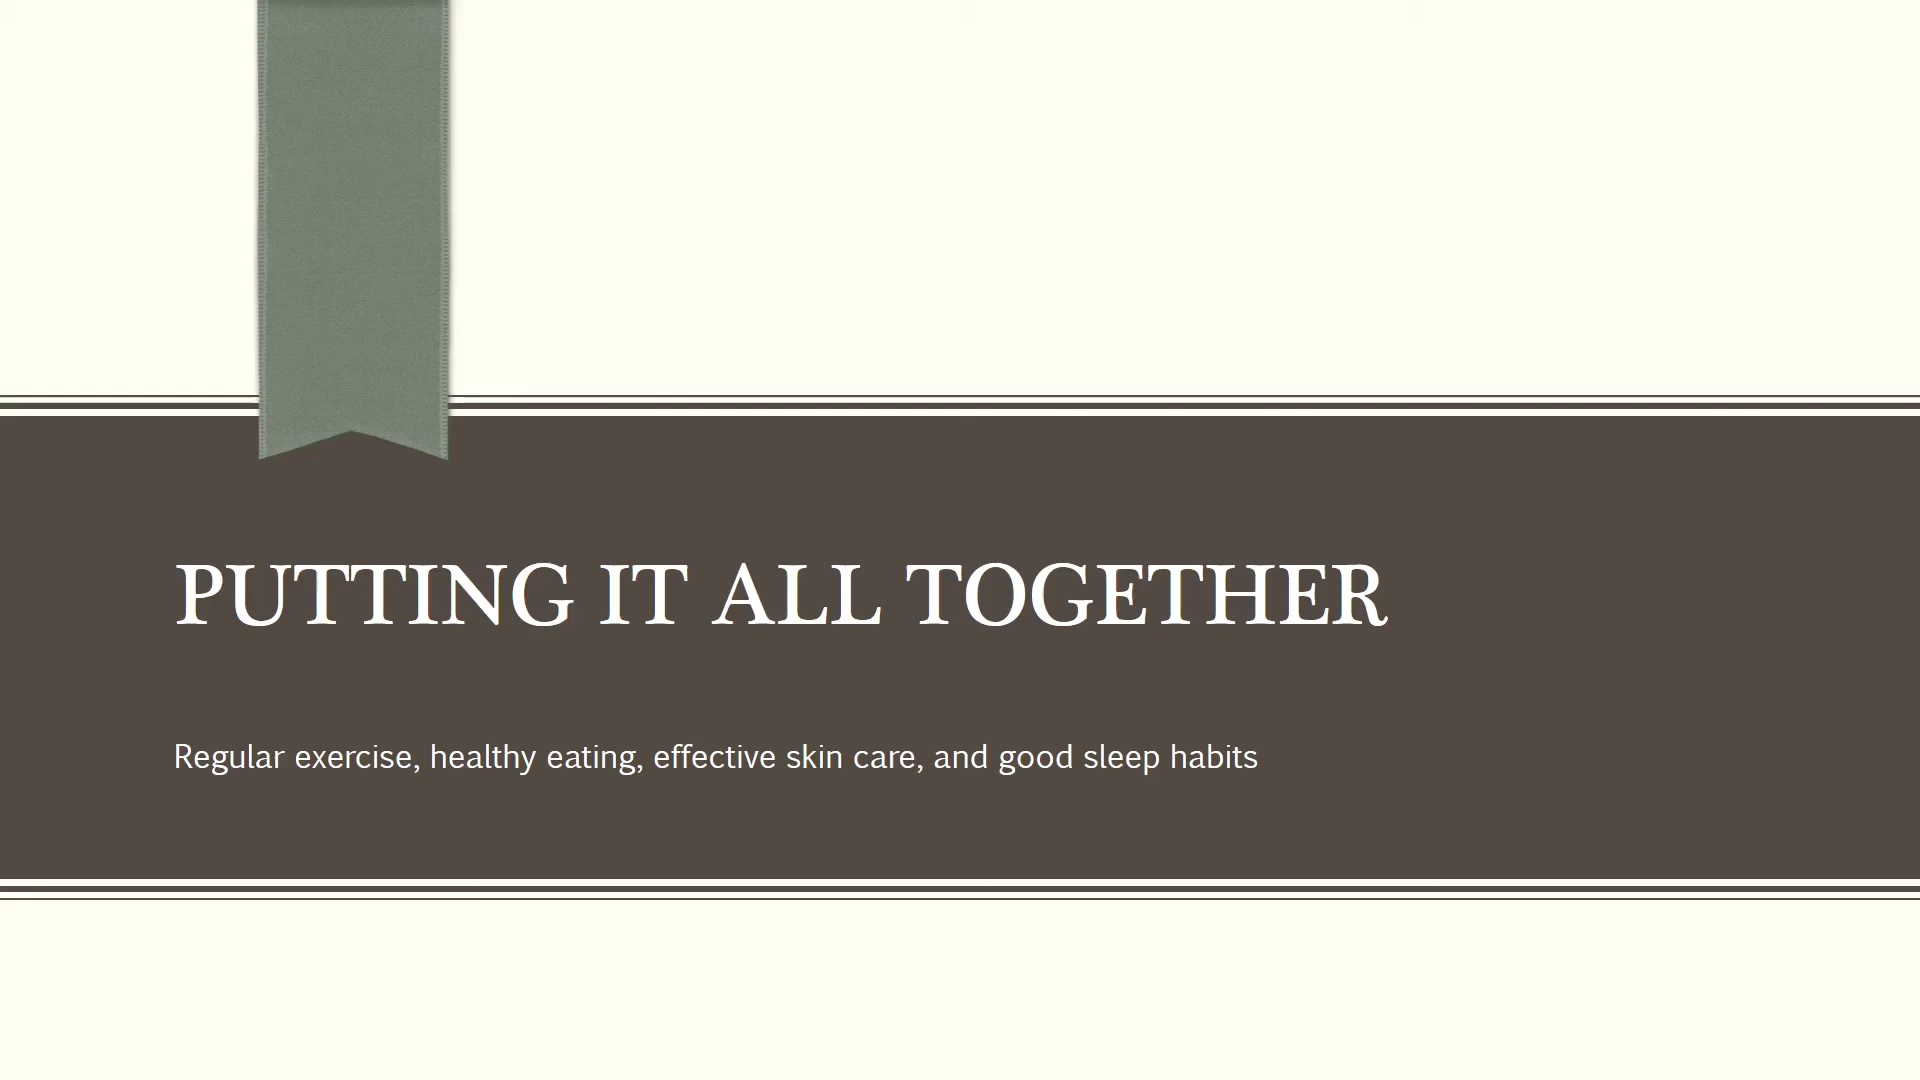 PUTTING IT ALL TOGETHER
Regular exercise, healthy eating, effective skin care, and good sleep habits